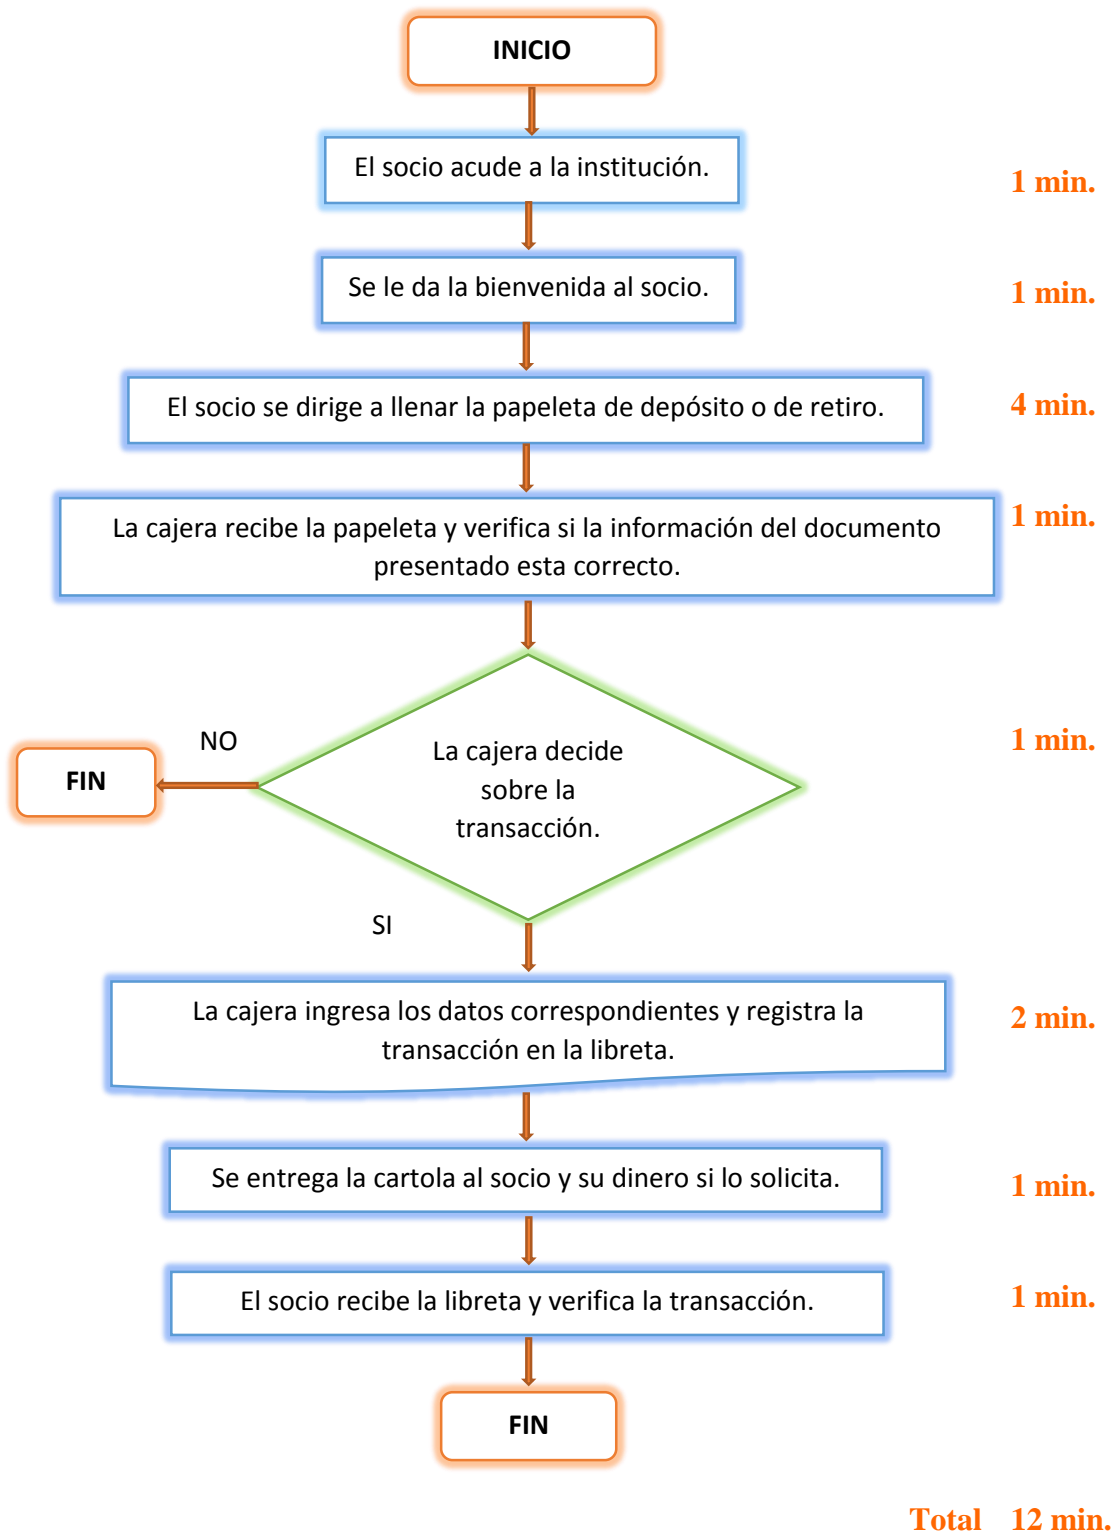 INICIO
El socio acude a la institución.
1 min.
Se le da la bienvenida al socio.
1 min.
El socio se dirige a llenar la papeleta de depósito o de retiro.
4 min.
La cajera recibe la papeleta y verifica si la información del documento
presentado esta correcto.
1 min.
NO
FIN
La cajera decide
sobre la
transacción.
1 min.
SI
La cajera ingresa los datos correspondientes y registra la
transacción en la libreta.
2 min.
Se entrega la cartola al socio y su dinero si lo solicita.
1 min.
El socio recibe la libreta y verifica la transacción.
1 min.
FIN
Total 12 min.